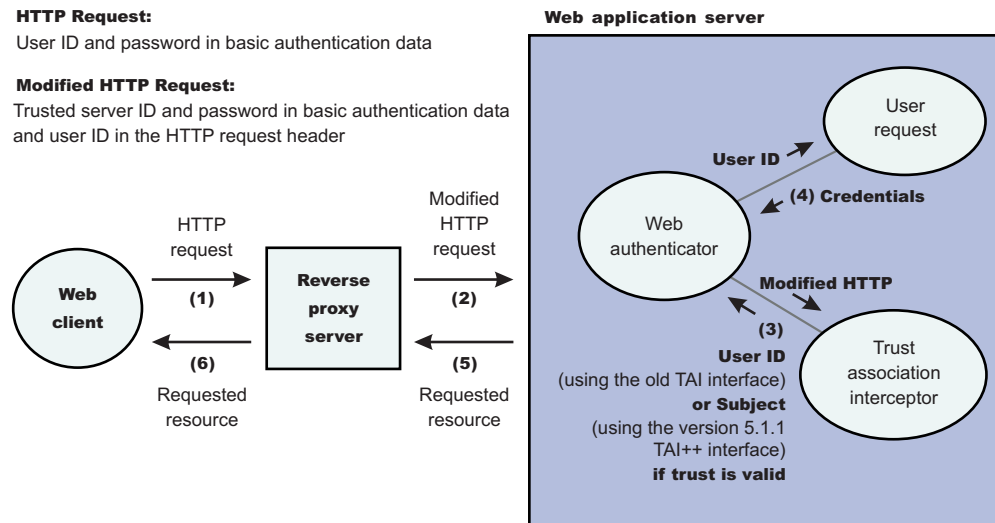 HTTP Request:
User ID and password in basic authentication data
Modified HTTP Request:
Trusted server ID and password in basic authentication data
and user ID in the HTTP request header
Web
client
HTTP
request
(1)
(6)
Requested
resource
Reverse
proxy
server
Modified
HTTP
request
(2)
(5)
Requested
resource
Web application server
User
request
User ID
(4) Credentials
Web
authenticator
Modified HTTP
(3)
User ID
(using the old TAI interface)
or Subject
(using the version 5.1.1
TAI++ interface)
if trust is valid
Trust
association
interceptor